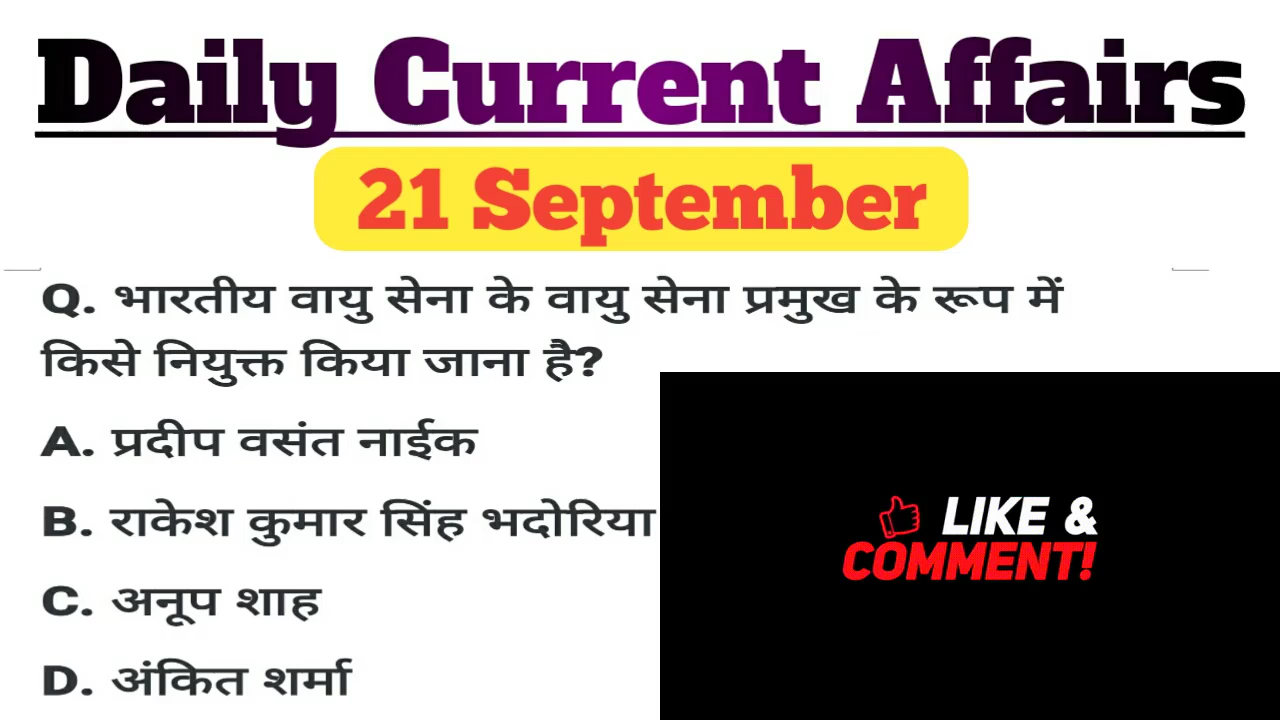 Daily Current Affairs
21 September
Q. भारतीय वायु सेना के वायु सेना प्रमुख के रूप में
किसे नियुक्त किया जाना है?
A. प्रदीप वसंत नाईक
B. राकेश कुमार सिंह भदोरिया
C. अनूप शाह
D. अंकित शर्मा
LIKE &
COMMENT!